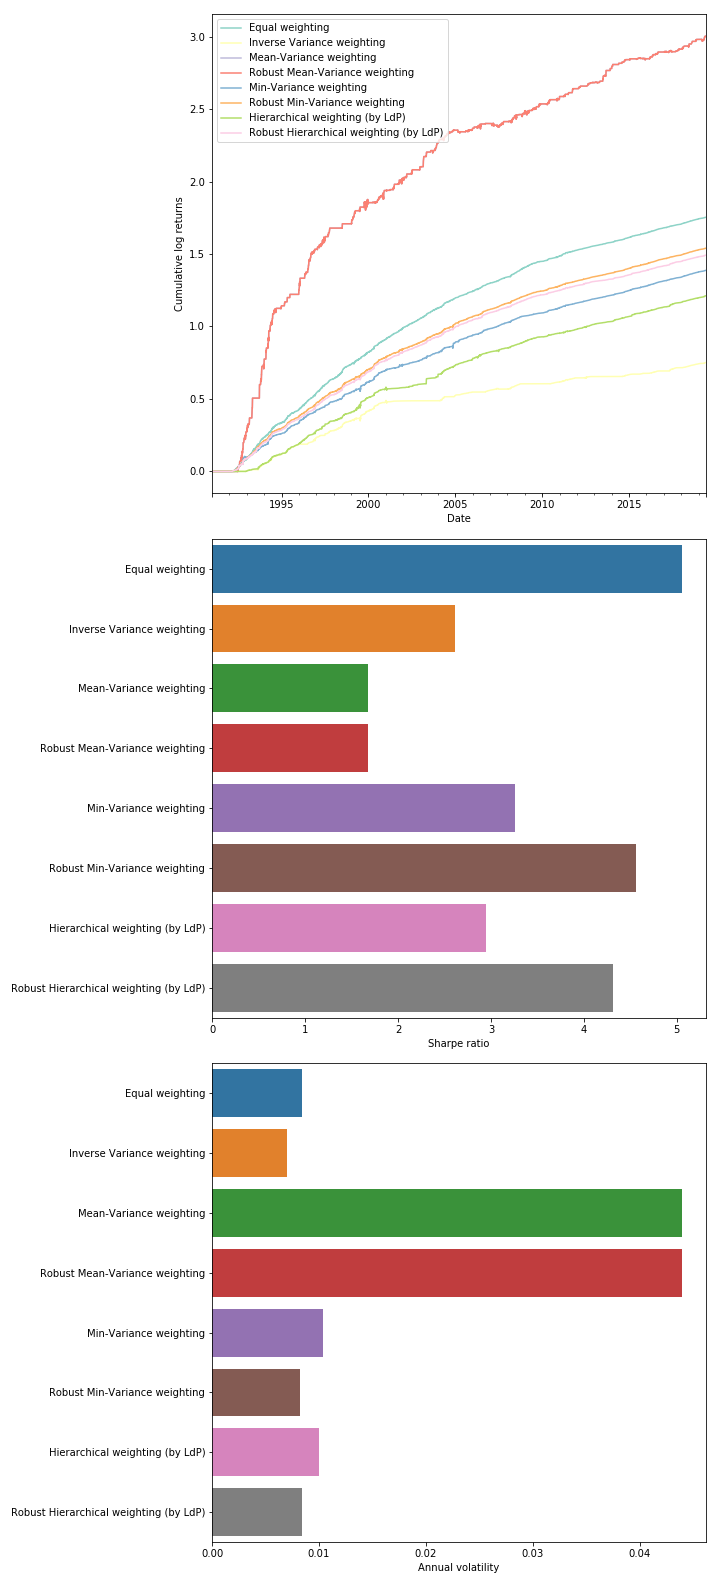 Equal weighting
Inverse Variance weighting
Mean-Variance weighting
Robust Mean-Variance weighting
Min-Variance weighting
Robust Min-Variance weighting
Hierarchical weighting (by LdP)
Robust Hierarchical weighting (by LdP)
3.0
2.5
2.0
1.5
1.0
0.5
0.0
Cumulative log returns
1995 2000 2005 2010 2015
Date
Equal weighting
Inverse Variance weighting
Mean-Variance weighting
Robust Mean-Variance weighting
Min-Variance weighting
Robust Min-Variance weighting
Hierarchical weighting (by LdP)
Robust Hierarchical weighting (by LdP)
0 1 2 3 4 5
Sharpe ratio
Equal weighting
Inverse Variance weighting
Mean-Variance weighting
Robust Mean-Variance weighting
Min-Variance weighting
Robust Min-Variance weighting
Hierarchical weighting (by LdP)
Robust Hierarchical weighting (by LdP)
0.00 0.01 0.02 0.03 0.04
Annual volatility